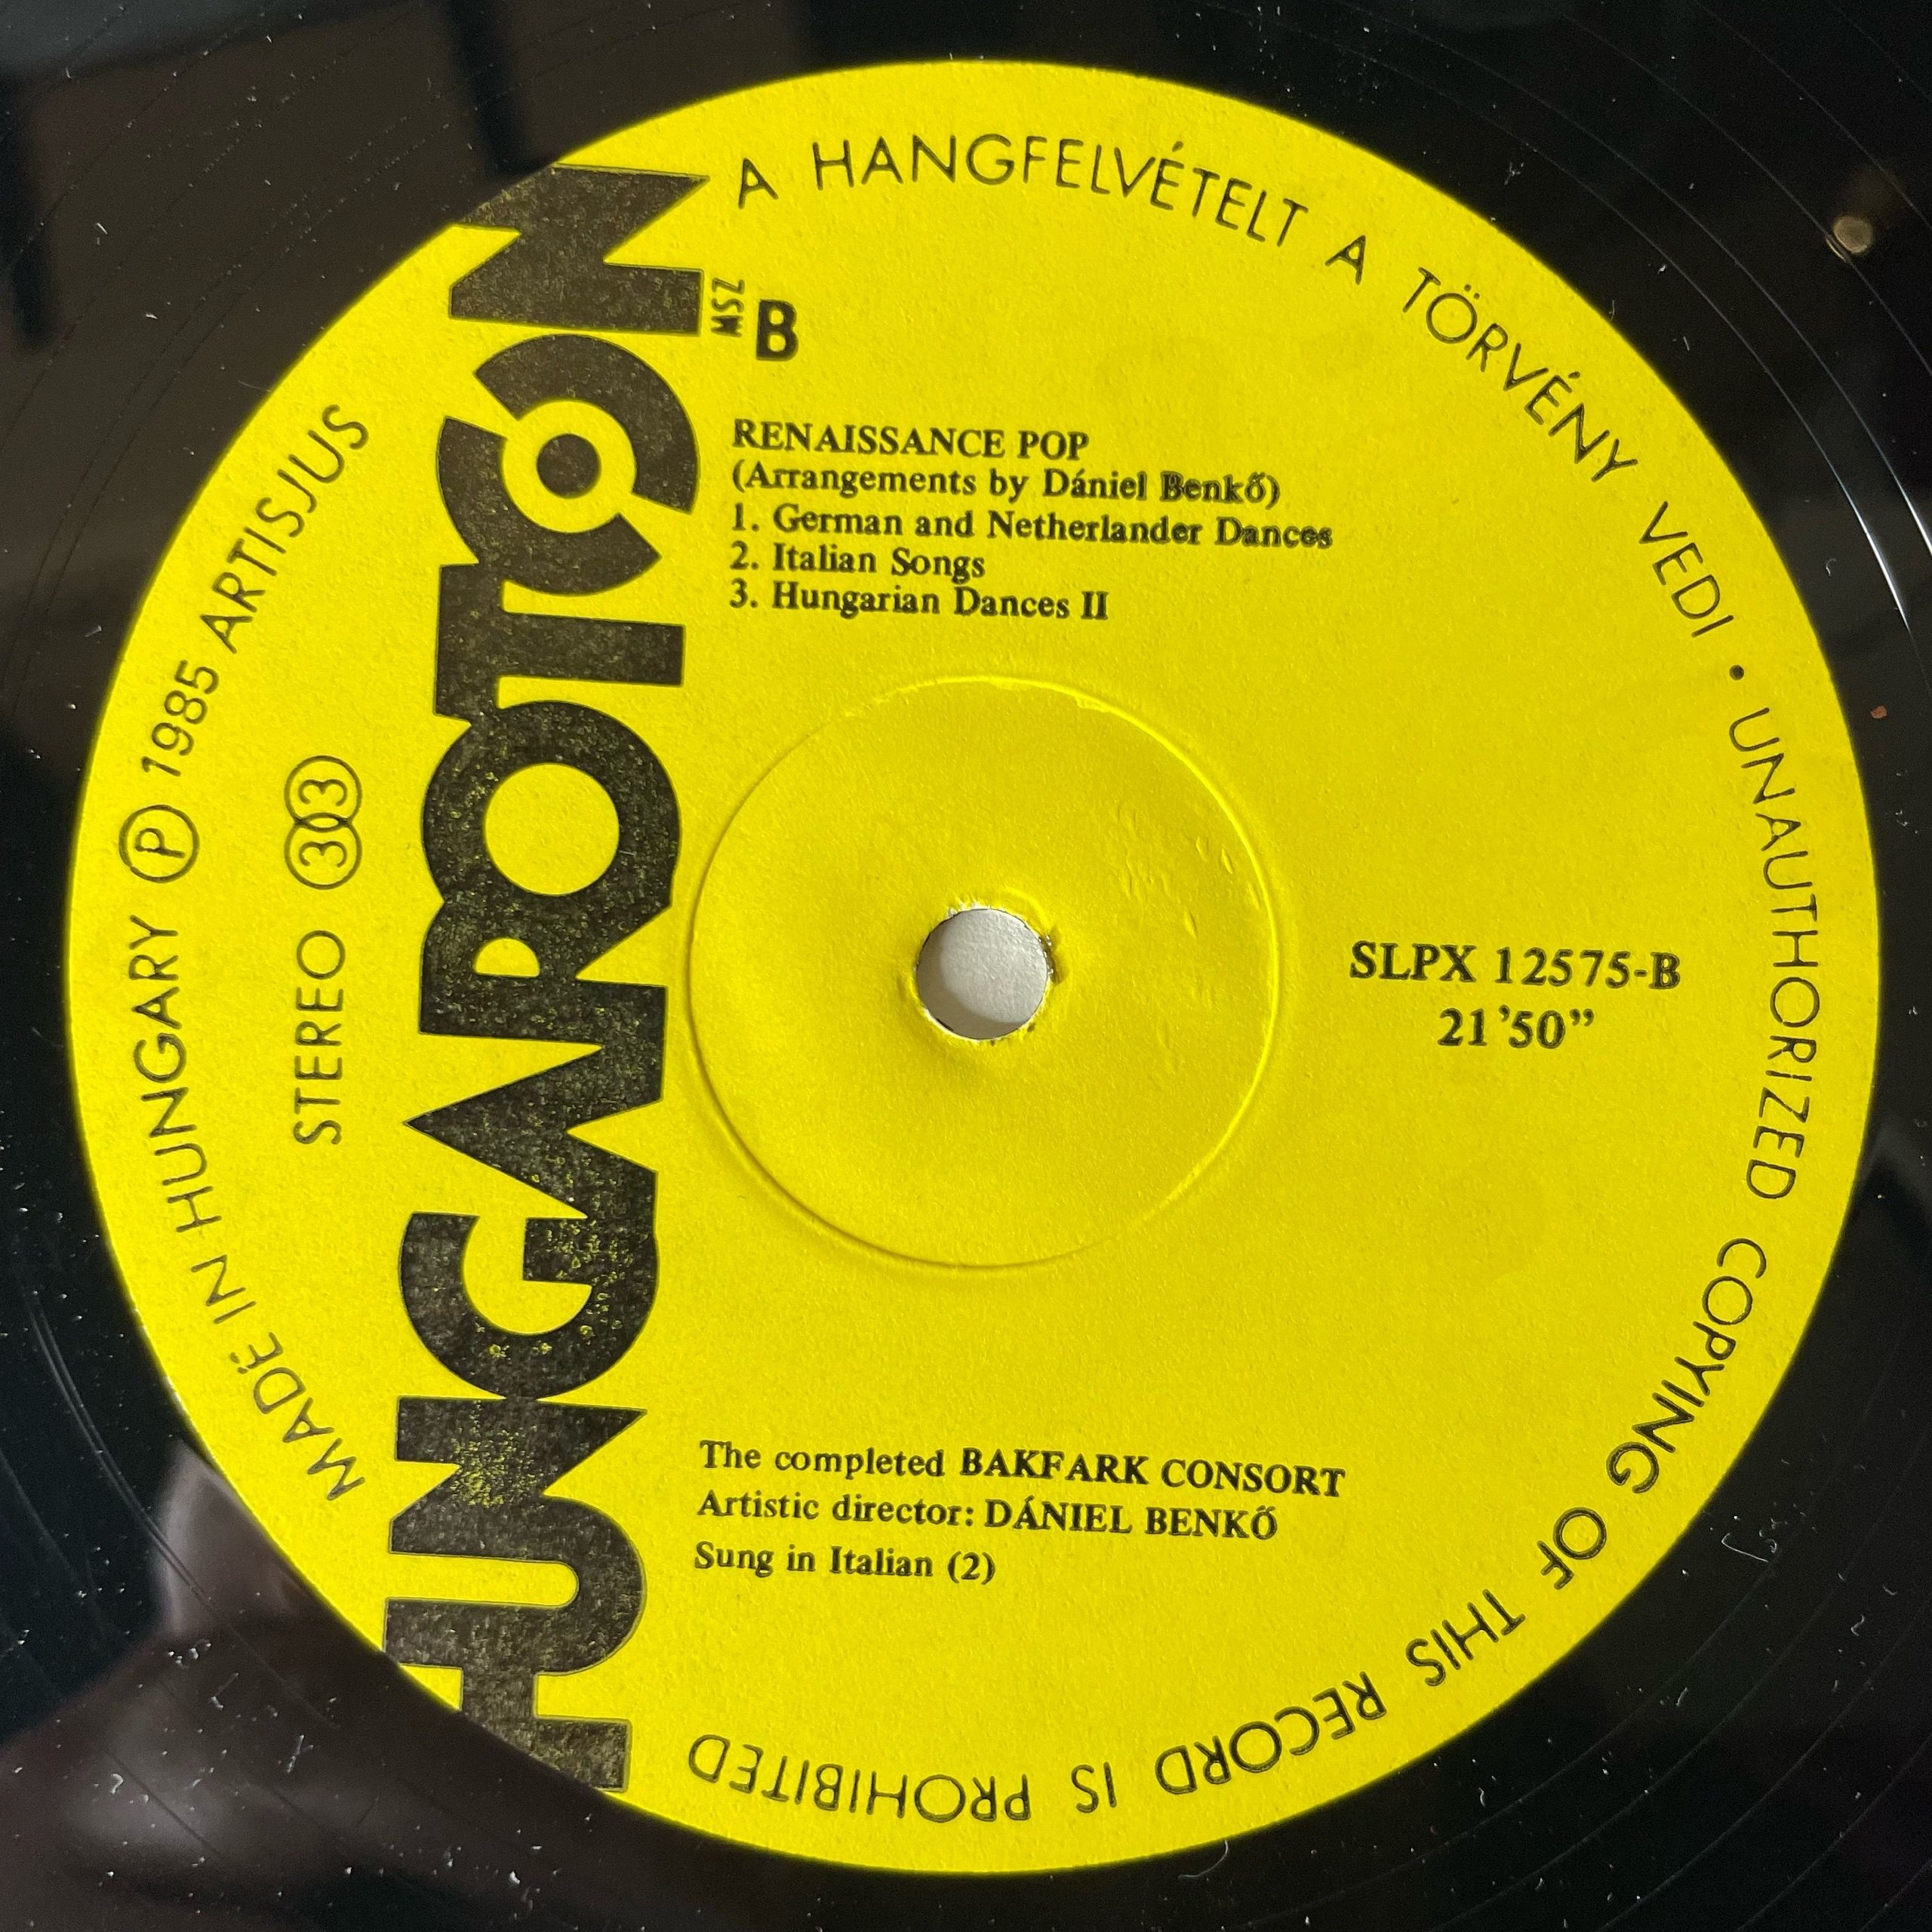 HUNGAROTON
MSZ
B
RENAISSANCE POP
(Arrangements by Dániel Benkő)
1. German and Netherlander Dances
2. Italian Songs
3. Hungarian Dances II
STEREO 33
SLPX 12575-B
21'50”
The completed BAKFARK CONSORT
Artistic director: DÁNIEL BENKŐ
Sung in Italian (2)
MADE IN HUNGARY Ⓟ 1985 ARTISJUS
A HANGFELVÉTELT A TÖRVÉNY VEDI • UNAUTHORIZED COPYING OF THIS RECORD IS PROHIBITED